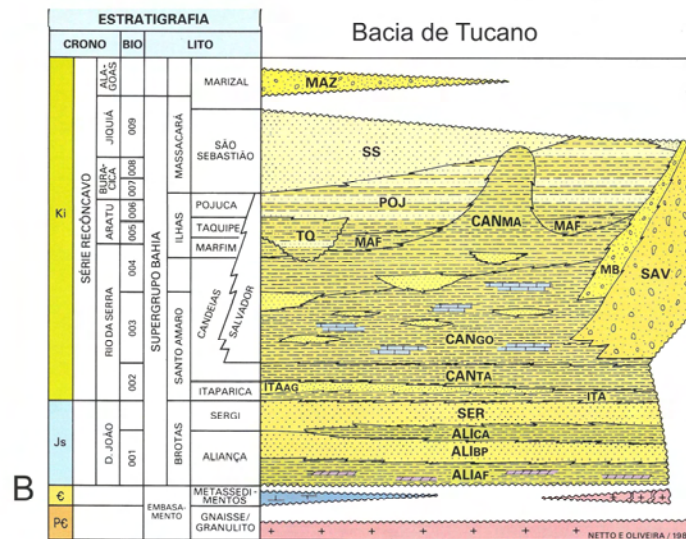 ESTRATIGRAFIA
Bacia de Tucano
CRONO
BIO
LITO
ALA-
GOAS
MARIZAL
MAZ
JIQUIÁ
009
MASSACARÁ
SÃO
SEBASTIÃO
SS
BURA-
CICA
008
007
Ki
SÉRIE RECÔNCAVO
ARATU
006
005
SUPERGRUPO BAHIA
ILHAS
POJUCA
TAQUIPE
MARFIM
POJ
TQ
MAF
CANMA
MAF
MB
SAV
RIO DA SERRA
004
003
002
SANTO AMARO
CANDEIAS
SALVADOR
ITAPARICA
CANGO
CANTA
ITAAG
ITA
Js
D. JOÃO
001
BROTAS
SERGI
ALIANÇA
SER
ALICA
ALIBP
ALIAF
B
Є
PЄ
EMBASA-
MENTO
METASSEDI-
MENTOS
GNAISSE/
GRANULITO
NETTO E OLIVEIRA / 198